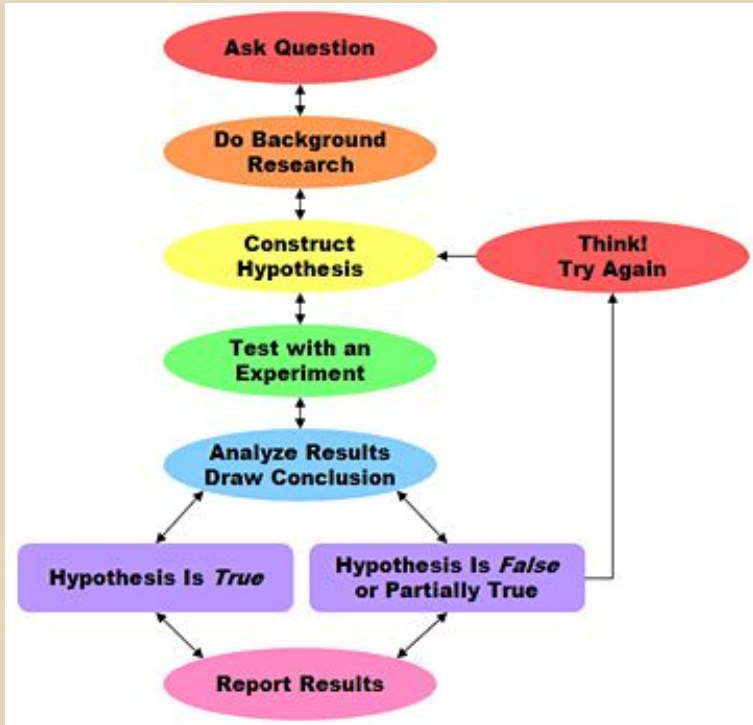 Ask Question
Do Background
Research
Construct
Hypothesis
Think!
Try Again
Test with an
Experiment
Analyze Results
Draw Conclusion
Hypothesis Is True
Hypothesis Is False
or Partially True
Report Results